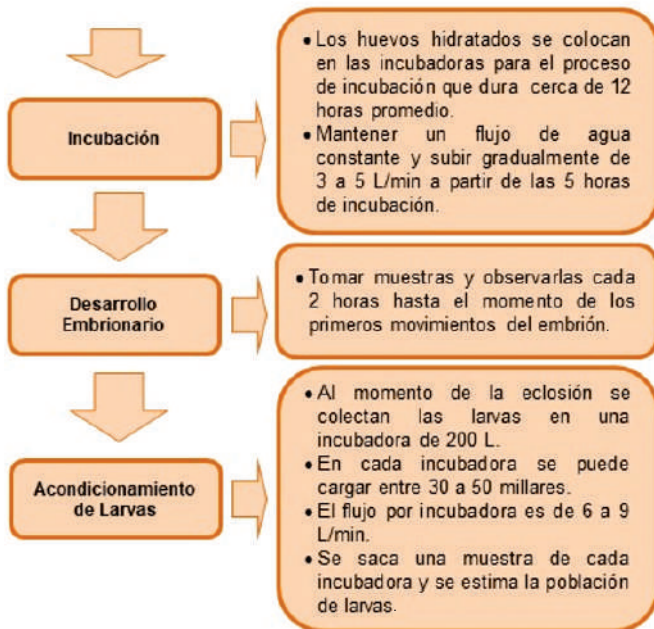 Incubación
• Los huevos hidratados se colocan
en las incubadoras para el proceso
de incubación que dura cerca de 12
horas promedio.
• Mantener un flujo de agua
constante y subir gradualmente de
3 a 5 L/min a partir de las 5 horas
de incubación.
Desarrollo
Embrionario
• Tomar muestras y observarlas cada
2 horas hasta el momento de los
primeros movimientos del embrión.
Acondicionamiento
de Larvas
• Al momento de la eclosión se
colectan las larvas en una
incubadora de 200 L.
• En cada incubadora se puede
cargar entre 30 a 50 millares.
• El flujo por incubadora es de 6 a 9
L/min.
• Se saca una muestra de cada
incubadora y se estima la población
de larvas.